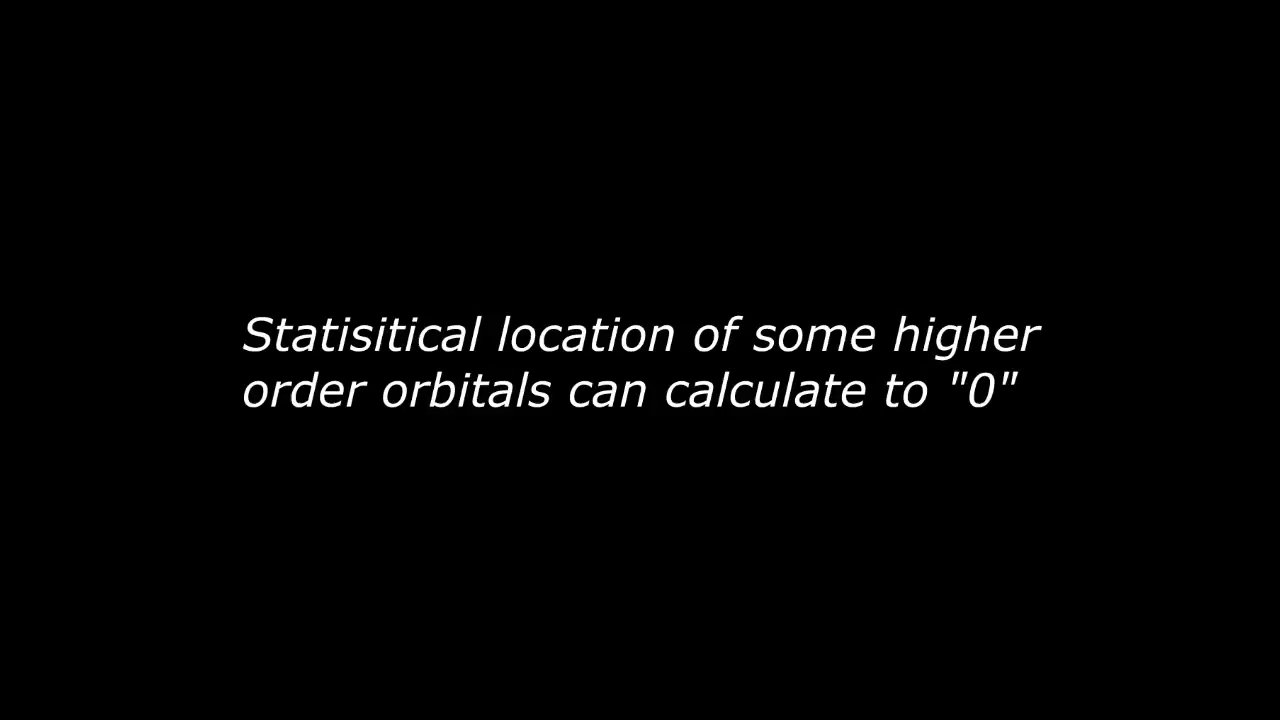 Statisitical location of some higher
order orbitals can calculate to "0"